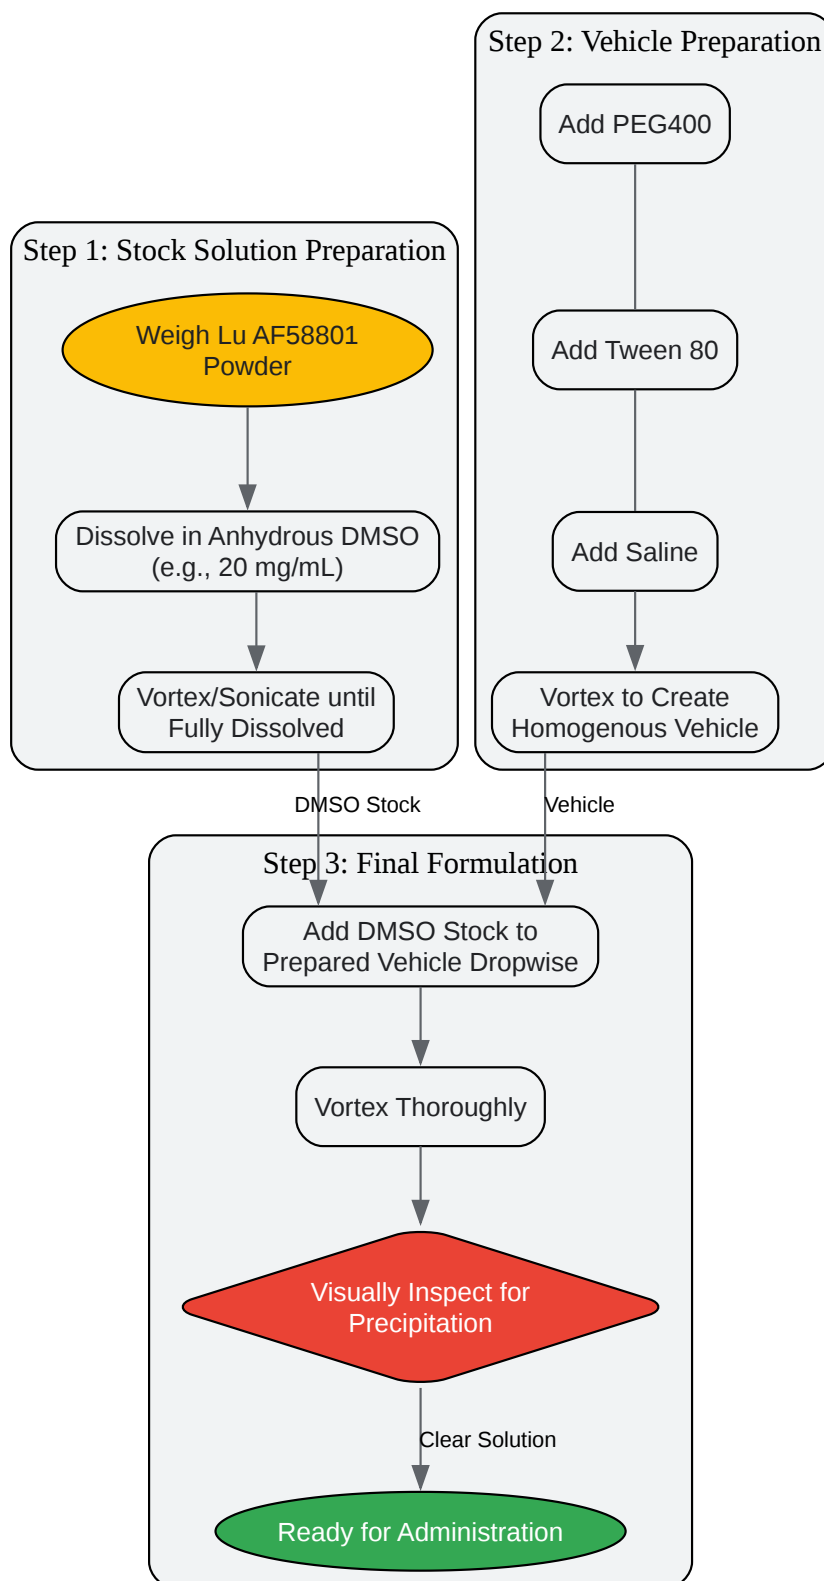 Step 1: Stock Solution Preparation
Weigh Lu AF58801
Powder
Dissolve in Anhydrous DMSO
(e.g., 20 mg/mL)
Vortex/Sonicate until
Fully Dissolved
DMSO Stock
Step 2: Vehicle Preparation
Add PEG400
Add Tween 80
Add Saline
Vortex to Create
Homogenous Vehicle
Vehicle
Step 3: Final Formulation
Add DMSO Stock to
Prepared Vehicle Dropwise
Vortex Thoroughly
Visually Inspect for
Precipitation
Clear Solution
Ready for Administration